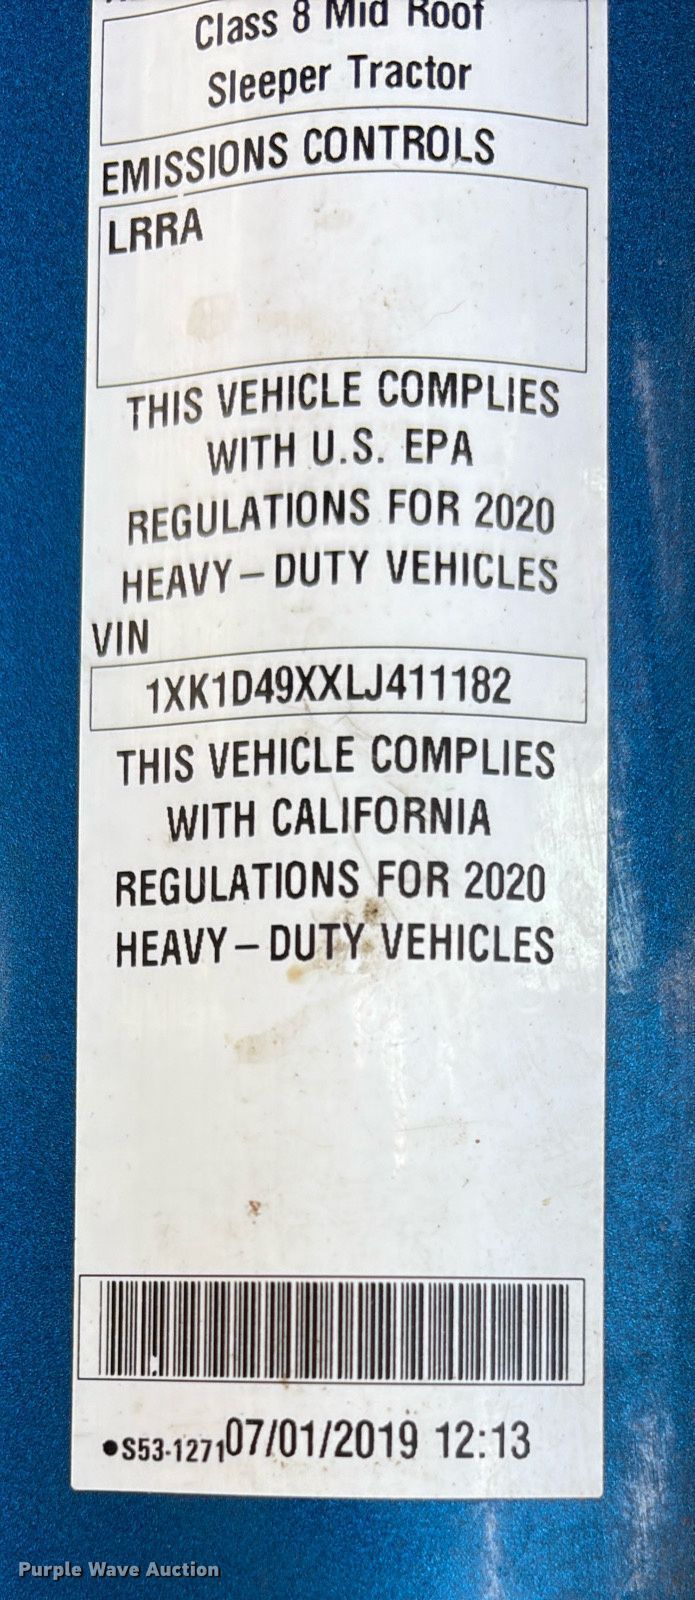 Class 8 Mid Roof
Sleeper Tractor
EMISSIONS CONTROLS
LRRA
THIS VEHICLE COMPLIES
WITH U.S. EPA
REGULATIONS FOR 2020
HEAVY – DUTY VEHICLES
VIN
1XK1D49XXLJ411182
THIS VEHICLE COMPLIES
WITH CALIFORNIA
REGULATIONS FOR 2020
HEAVY – DUTY VEHICLES
●S53-1271 07/01/2019 12:13
Purple Wave Auction